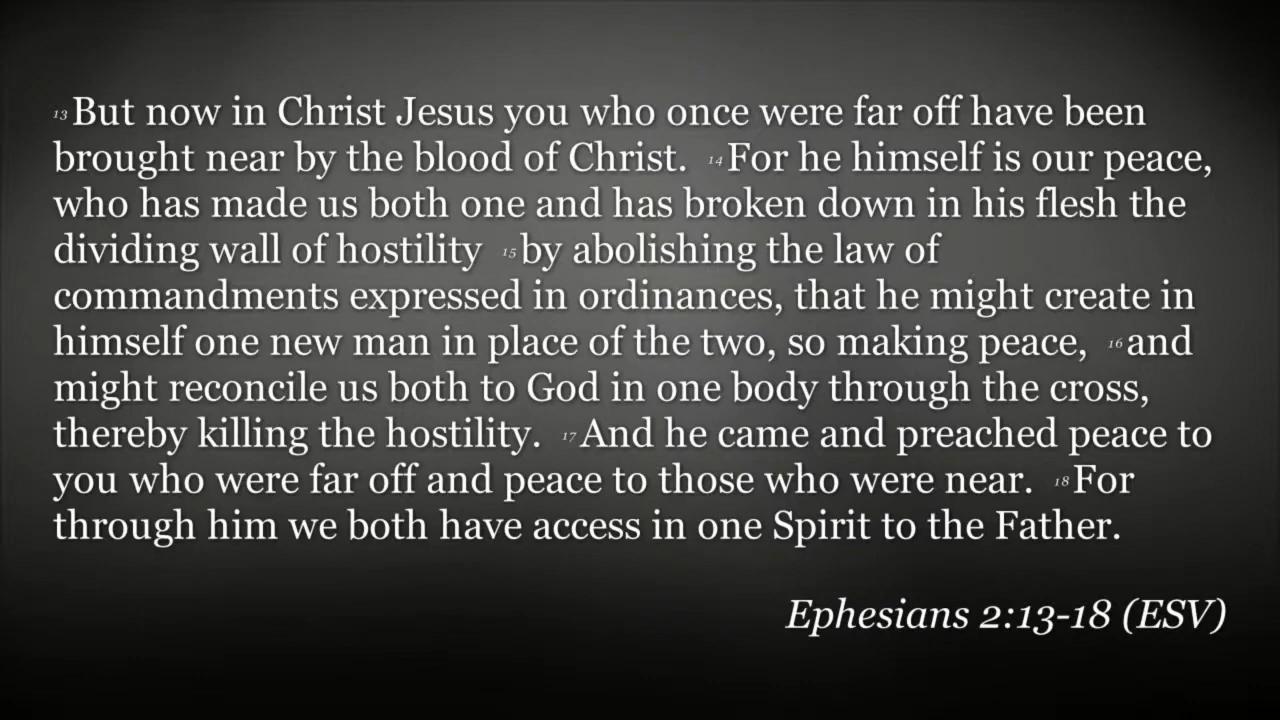 13 But now in Christ Jesus you who once were far off have been
brought near by the blood of Christ. 14 For he himself is our peace,
who has made us both one and has broken down in his flesh the
dividing wall of hostility 15 by abolishing the law of
commandments expressed in ordinances, that he might create in
himself one new man in place of the two, so making peace, 16 and
might reconcile us both to God in one body through the cross,
thereby killing the hostility. 17 And he came and preached peace to
you who were far off and peace to those who were near. 18 For
through him we both have access in one Spirit to the Father.
Ephesians 2:13-18 (ESV)